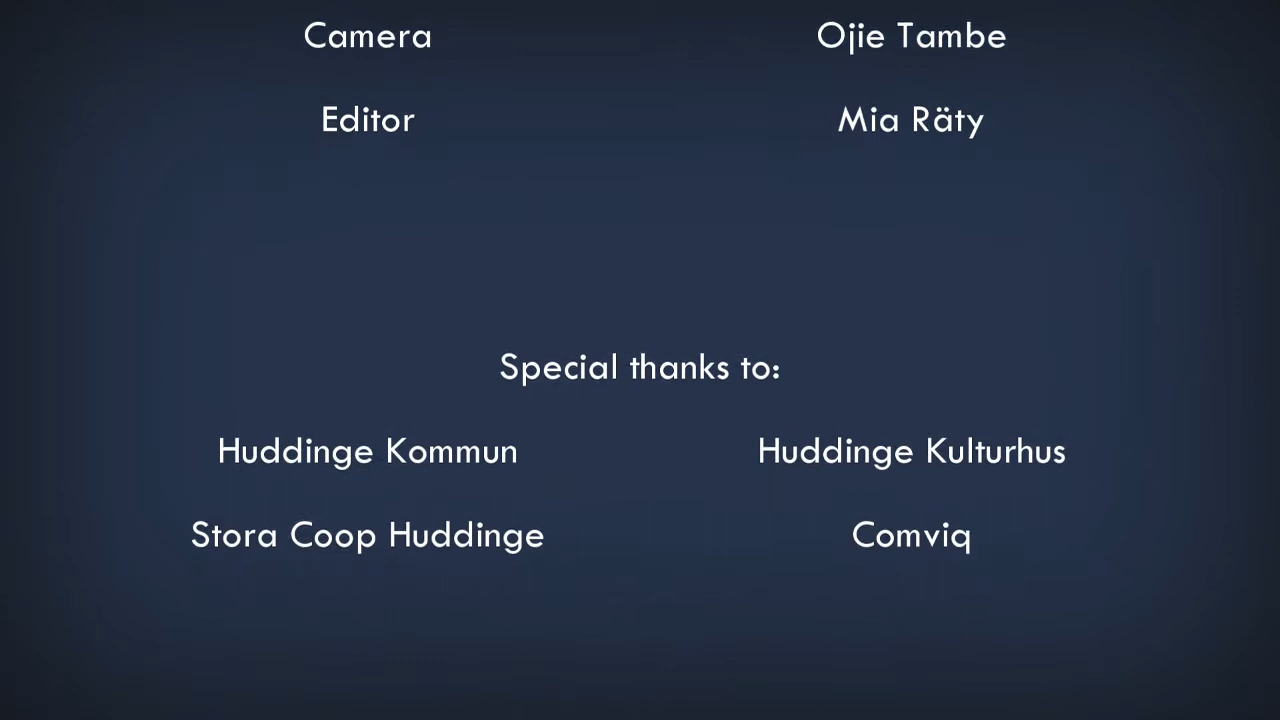 Camera Ojie Tambe
Editor Mia Räty
Special thanks to:
Huddinge Kommun Huddinge Kulturhus
Stora Coop Huddinge Comviq